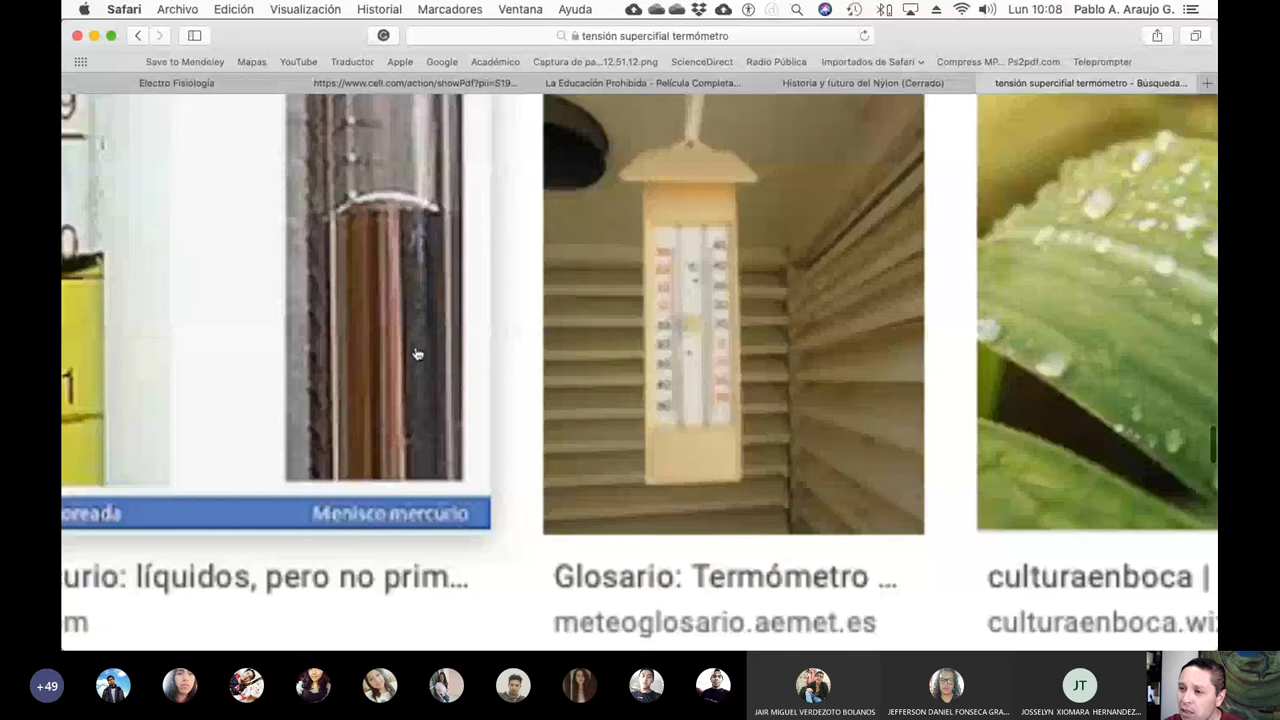 Safari Archivo Edición Visualización Historial Marcadores Ventana Ayuda Lun 10:08 Pablo A. Araujo G.
tensión supercifial termómetro
Save to Mendeley Mapas YouTube Traductor Apple Google Académico Captura de pa...12.51.12.png ScienceDirect Radio Pública Importados de Safari Compress MP... Ps2pdf.com Teleprompter
Electro Fisiología https://www.cell.com/action/showPdf?pii=S19... La Educación Prohibida - Película Completa... Historia y futuro del Nylon (Cerrado) tensión supercifial termómetro - Búsqueda...
oreada Menisco mercurio
urio: líquidos, pero no prim... Glosario: Termómetro ... culturaenboca |
m meteoglosario.aemet.es culturaenboca.wi
+49 JT
JAIR MIGUEL VERDEZOTO BOLANOS JEFFERSON DANIEL FONSECA GRA... JOSSELYN XIOMARA HERNANDEZ...